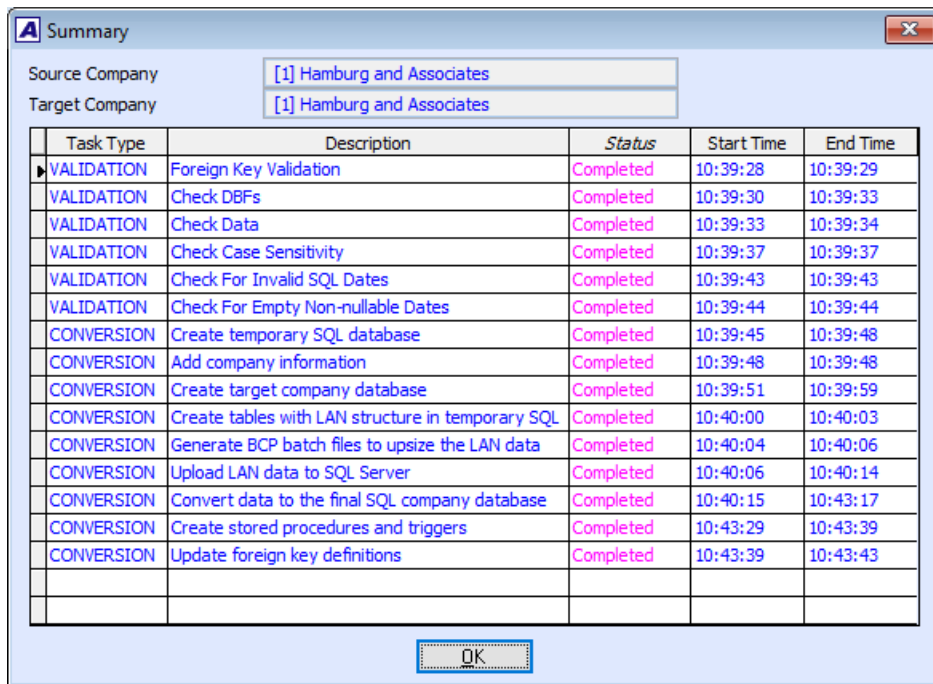 A Summary
Source Company [1] Hamburg and Associates
Target Company [1] Hamburg and Associates
Task Type Description Status Start Time End Time
VALIDATION Foreign Key Validation Completed 10:39:28 10:39:29
VALIDATION Check DBFs Completed 10:39:30 10:39:33
VALIDATION Check Data Completed 10:39:33 10:39:34
VALIDATION Check Case Sensitivity Completed 10:39:37 10:39:37
VALIDATION Check For Invalid SQL Dates Completed 10:39:43 10:39:43
VALIDATION Check For Empty Non-nullable Dates Completed 10:39:44 10:39:44
CONVERSION Create temporary SQL database Completed 10:39:45 10:39:48
CONVERSION Add company information Completed 10:39:48 10:39:48
CONVERSION Create target company database Completed 10:39:51 10:39:59
CONVERSION Create tables with LAN structure in temporary SQL Completed 10:40:00 10:40:03
CONVERSION Generate BCP batch files to upsize the LAN data Completed 10:40:04 10:40:06
CONVERSION Upload LAN data to SQL Server Completed 10:40:06 10:40:14
CONVERSION Convert data to the final SQL company database Completed 10:40:15 10:43:17
CONVERSION Create stored procedures and triggers Completed 10:43:29 10:43:39
CONVERSION Update foreign key definitions Completed 10:43:39 10:43:43
OK